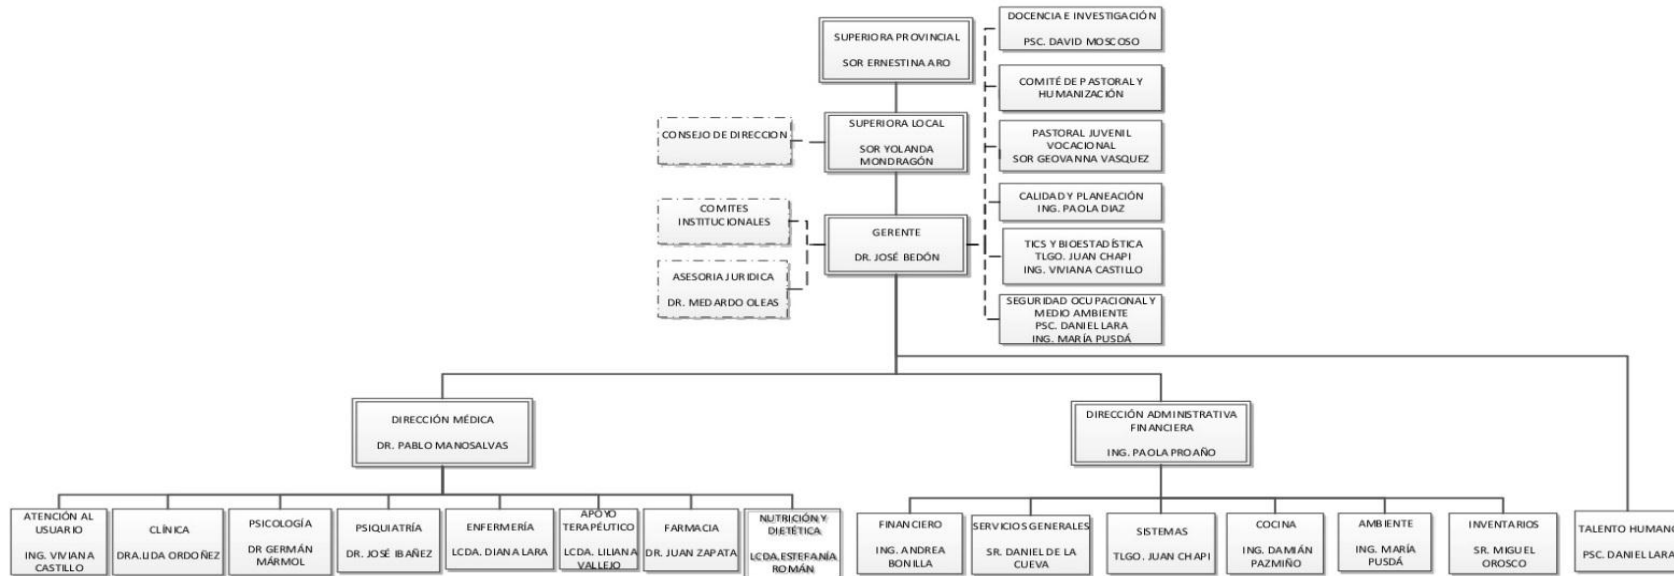 SUPERIORA PROVINCIAL
SOR ERNESTINA ARO
DOCENCIA E INVESTIGACIÓN
PSC. DAVID MOSCOSO
COMITÉ DE PASTORAL Y
HUMANIZACIÓN
CONSEJO DE DIRECCION
SUPERIORA LOCAL
SOR YOLANDA
MONDRAGÓN
PASTORAL JUVENIL
VOCACIONAL
SOR GEOVANNA VASQUEZ
CALIDAD Y PLANEACIÓN
ING. PAOLA DIAZ
COMITES
INSTITUCIONALES
GERENTE
DR. JOSÉ BEDÓN
TICS Y BIOESTADÍSTICA
TLGO. JUAN CHAPI
ING. VIVIANA CASTILLO
ASESORIA JURIDICA
DR. MEDARDO OLEAS
SEGURIDAD OCUPACIONAL Y
MEDIO AMBIENTE
PSC. DANIEL LARA
ING. MARÍA PUSDÁ
DIRECCIÓN MÉDICA
DR. PABLO MANOSALVAS
DIRECCIÓN ADMINISTRATIVA
FINANCIERA
ING. PAOLA PROAÑO
ATENCIÓN AL
USUARIO
ING. VIVIANA
CASTILLO
CLÍNICA
DRA.LIDA ORDOÑEZ
PSICOLOGÍA
DR GERMÁN
MÁRMOL
PSIQUIATRÍA
DR. JOSÉ IBAÑEZ
ENFERMERÍA
LCDA. DIANA LARA
APOYO
TERAPÉUTICO
LCDA. LILIANA
VALLEJO
FARMACIA
DR. JUAN ZAPATA
NUTRICIÓN Y
DIETÉTICA
LCDA.ESTEFANÍA
ROMÁN
FINANCIERO
ING. ANDREA
BONILLA
SERVICIOS GENERALES
SR. DANIEL DE LA
CUEVA
SISTEMAS
TLGO. JUAN CHAPI
COCINA
ING. DAMIÁN
PAZMIÑO
AMBIENTE
ING. MARÍA
PUSDÁ
INVENTARIOS
SR. MIGUEL
OROSCO
TALENTO HUMANO
PSC. DANIEL LARA